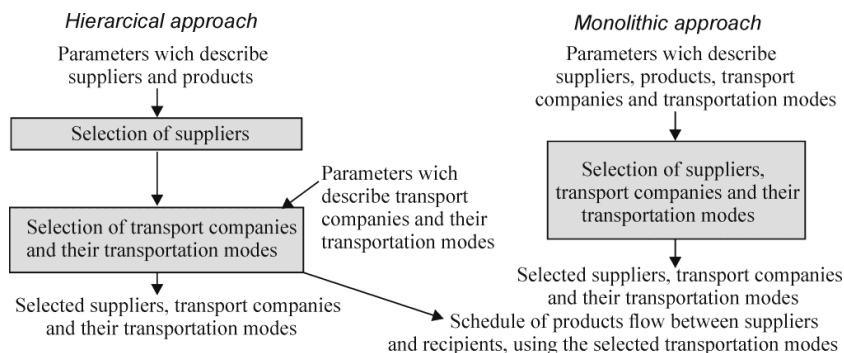 Hierarcical approach
Parameters wich describe
suppliers and products
Selection of suppliers
Parameters wich
describe transport
companies and their
transportation modes
Selection of transport companies
and their transportation modes
Selected suppliers, transport companies
and their transportation modes
Monolithic approach
Parameters wich describe
suppliers, products, transport
companies and transportation modes
Selection of suppliers,
transport companies and their
transportation modes
Selected suppliers, transport companies
and their transportation modes
Schedule of products flow between suppliers
and recipients, using the selected transportation modes